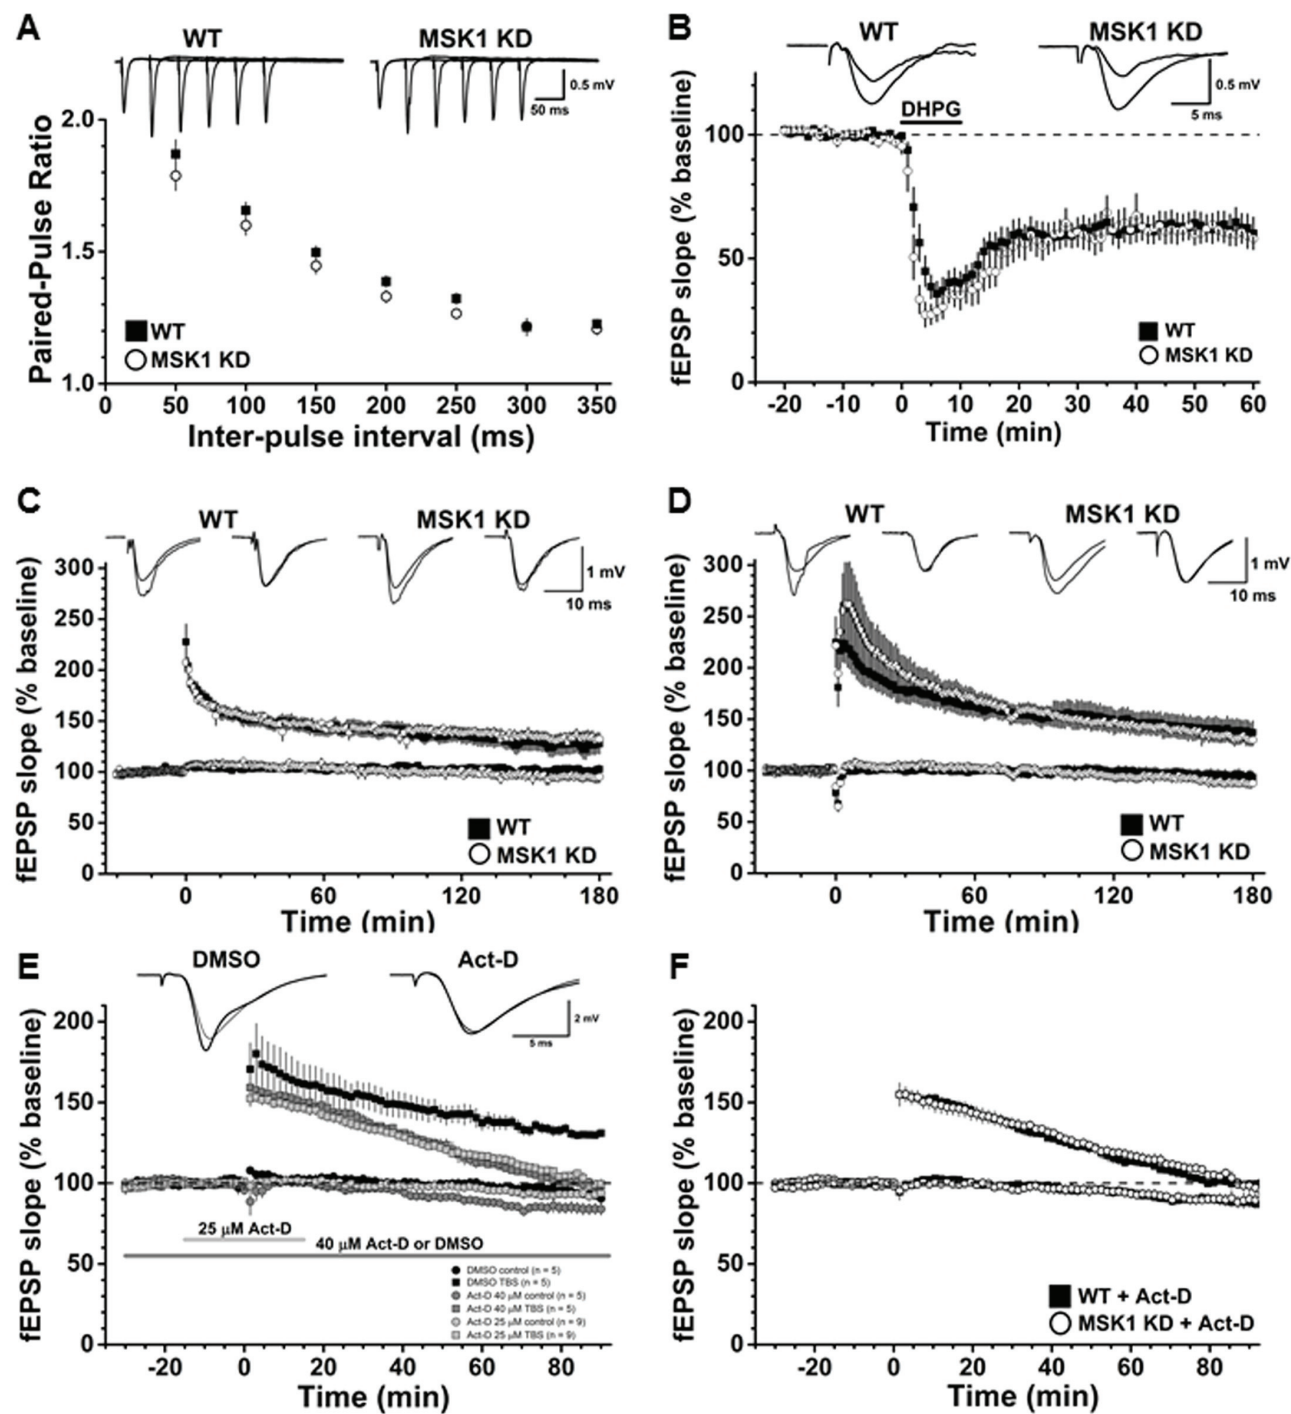 A
WT
MSK1 KD
0.5 mV
50 ms
Paired-Pulse Ratio
2.0
1.5
1.0
WT
MSK1 KD
0 50 100 150 200 250 300 350
Inter-pulse interval (ms)
B
WT
MSK1 KD
0.5 mV
5 ms
DHPG
fEPSP slope (% baseline)
100
50
0
WT
MSK1 KD
-20 -10 0 10 20 30 40 50 60
Time (min)
C
WT
MSK1 KD
1 mV
10 ms
fEPSP slope (% baseline)
300
250
200
150
100
50
0
WT
MSK1 KD
0 60 120 180
Time (min)
D
WT
MSK1 KD
1 mV
10 ms
fEPSP slope (% baseline)
300
250
200
150
100
50
0
WT
MSK1 KD
0 60 120 180
Time (min)
E
DMSO
Act-D
2 mV
5 ms
fEPSP slope (% baseline)
200
150
100
50
0
25 µM Act-D
40 µM Act-D or DMSO
DMSO control (n = 5)
DMSO TBS (n = 5)
Act-D 40 µM control (n = 5)
Act-D 40 µM TBS (n = 5)
Act-D 25 µM control (n = 9)
Act-D 25 µM TBS (n = 9)
-20 0 20 40 60 80
Time (min)
F
fEPSP slope (% baseline)
200
150
100
50
0
WT + Act-D
MSK1 KD + Act-D
-20 0 20 40 60 80
Time (min)